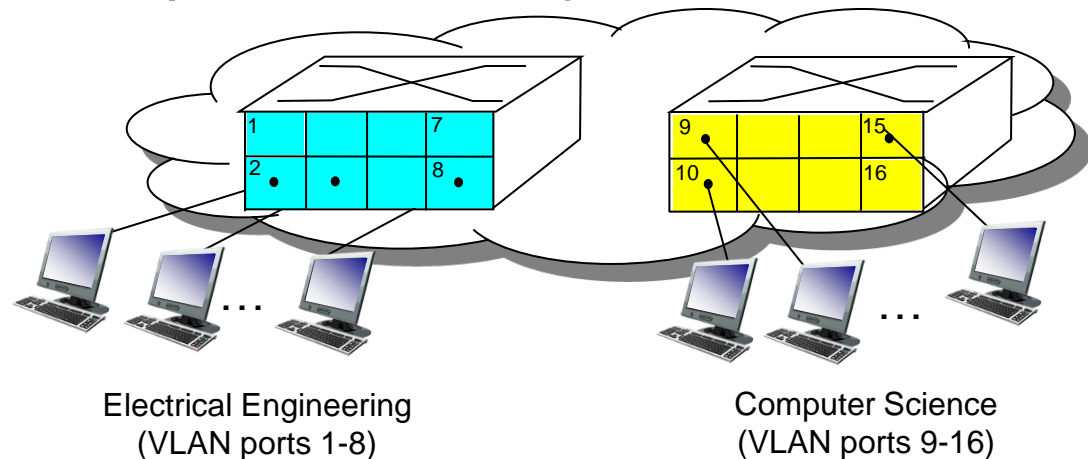 1 7
2 8
9 15
10 16
...
...
Electrical Engineering
(VLAN ports 1-8)
Computer Science
(VLAN ports 9-16)